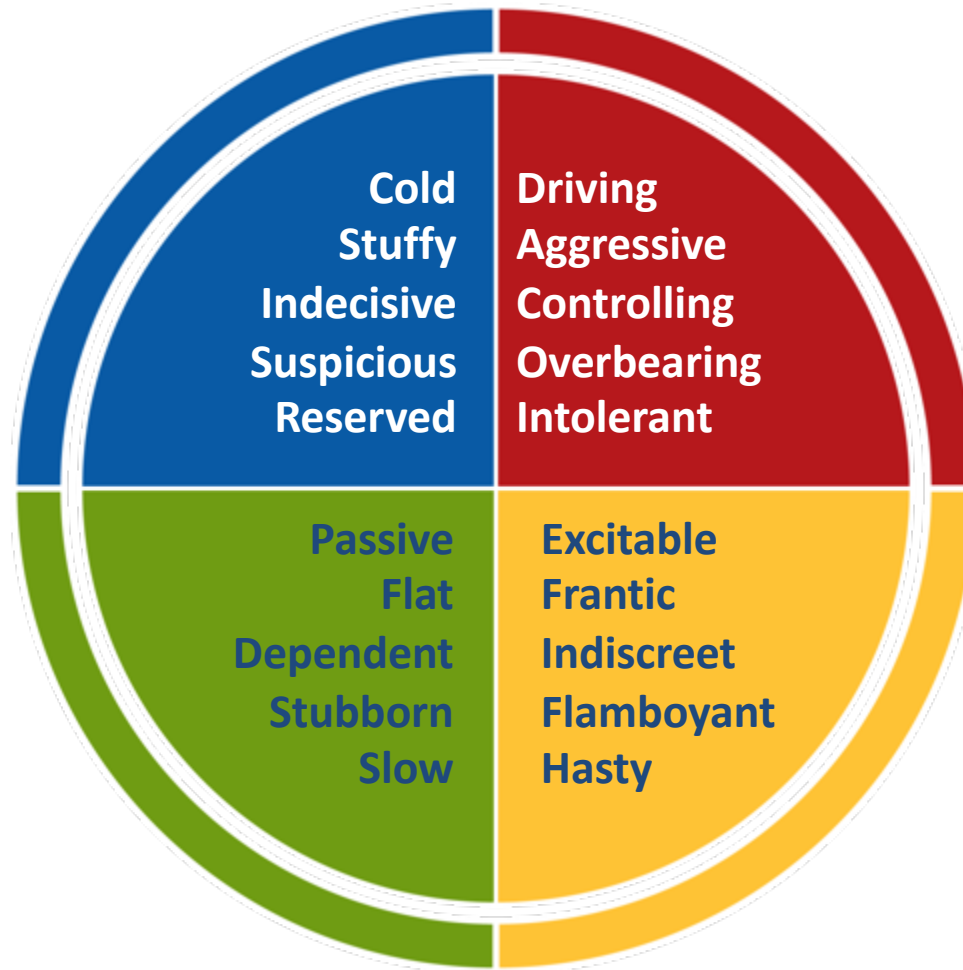 Cold
Stuffy
Indecisive
Suspicious
Reserved
Driving
Aggressive
Controlling
Overbearing
Intolerant
Passive
Flat
Dependent
Stubborn
Slow
Excitable
Frantic
Indiscreet
Flamboyant
Hasty